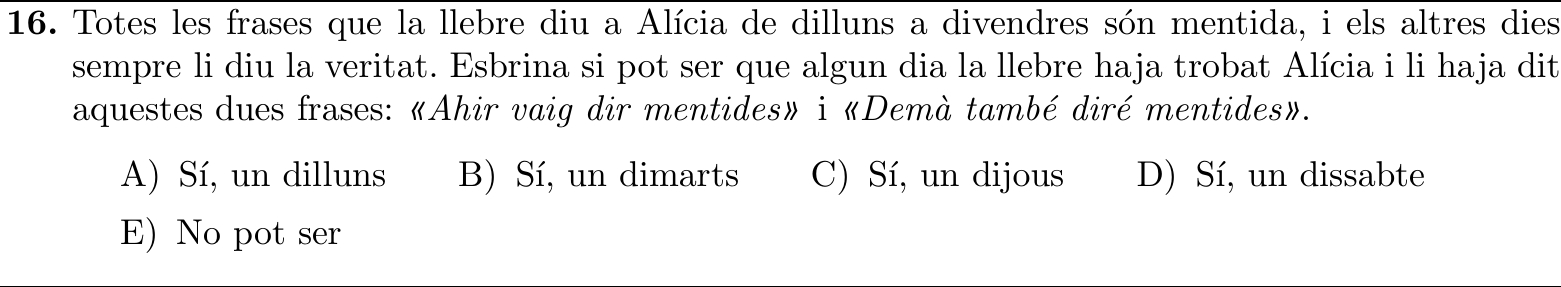 16. Totes les frases que la llebre diu a Alícia de dilluns a divendres són mentida, i els altres dies
sempre li diu la veritat. Esbrina si pot ser que algun dia la llebre haja trobat Alícia i li haja dit
aquestes dues frases: «Ahir vaig dir mentides» i «Demà també diré mentides».
A) Sí, un dilluns B) Sí, un dimarts C) Sí, un dijous D) Sí, un dissabte
E) No pot ser